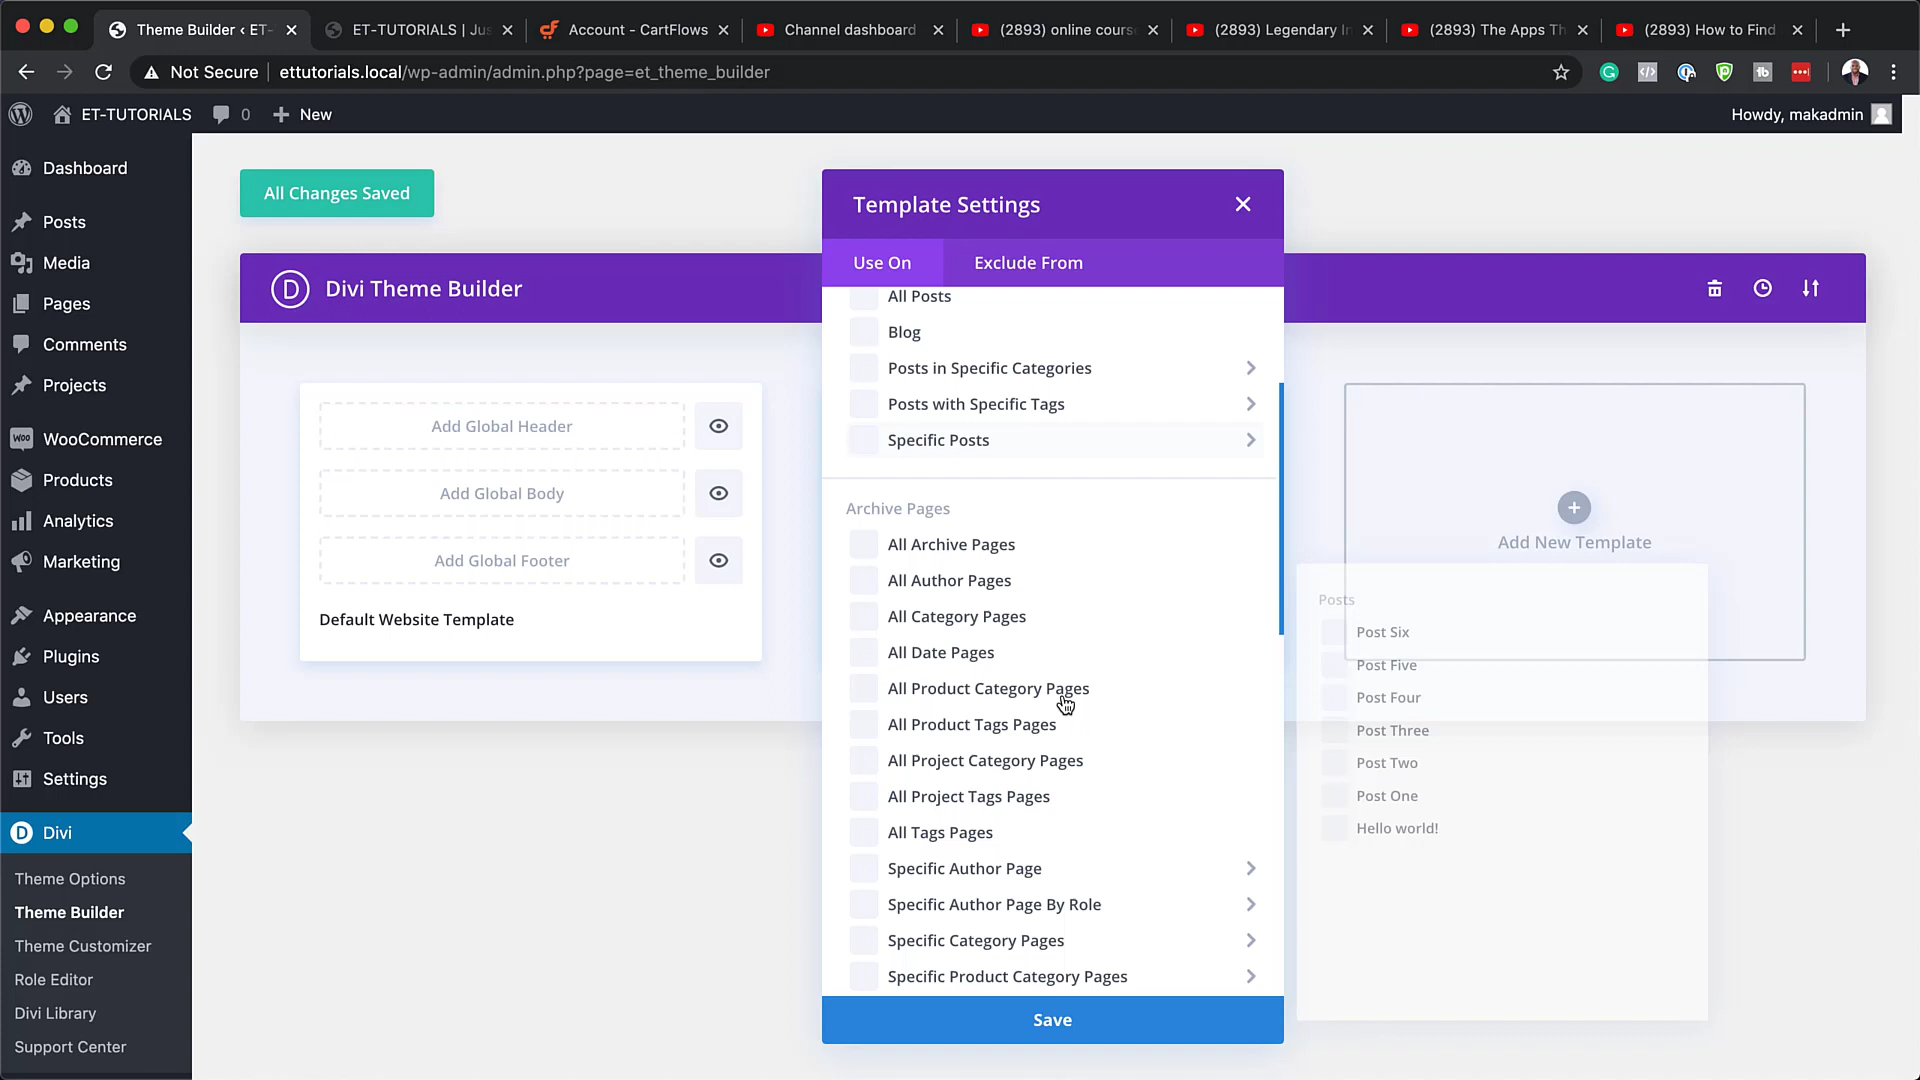 Theme Builder ‹ ET-
ET-TUTORIALS | Jus
Account - CartFlows
Channel dashboard
(2893) online cours
(2893) Legendary In
(2893) The Apps Th
(2893) How to Find
Not Secure
ettutorials.local/wp-admin/admin.php?page=et_theme_builder
ET-TUTORIALS
0
New
Howdy, makadmin
Dashboard
Posts
Media
Pages
Comments
Projects
WooCommerce
Products
Analytics
Marketing
Appearance
Plugins
Users
Tools
Settings
Divi
Theme Options
Theme Builder
Theme Customizer
Role Editor
Divi Library
Support Center
All Changes Saved
Divi Theme Builder
Add Global Header
Add Global Body
Add Global Footer
Default Website Template
Template Settings
Use On
Exclude From
All Posts
Blog
Posts in Specific Categories
Posts with Specific Tags
Specific Posts
Archive Pages
All Archive Pages
All Author Pages
All Category Pages
All Date Pages
All Product Category Pages
All Product Tags Pages
All Project Category Pages
All Project Tags Pages
All Tags Pages
Specific Author Page
Specific Author Page By Role
Specific Category Pages
Specific Product Category Pages
Save
Add New Template
Posts
Post Six
Post Five
Post Four
Post Three
Post Two
Post One
Hello world!